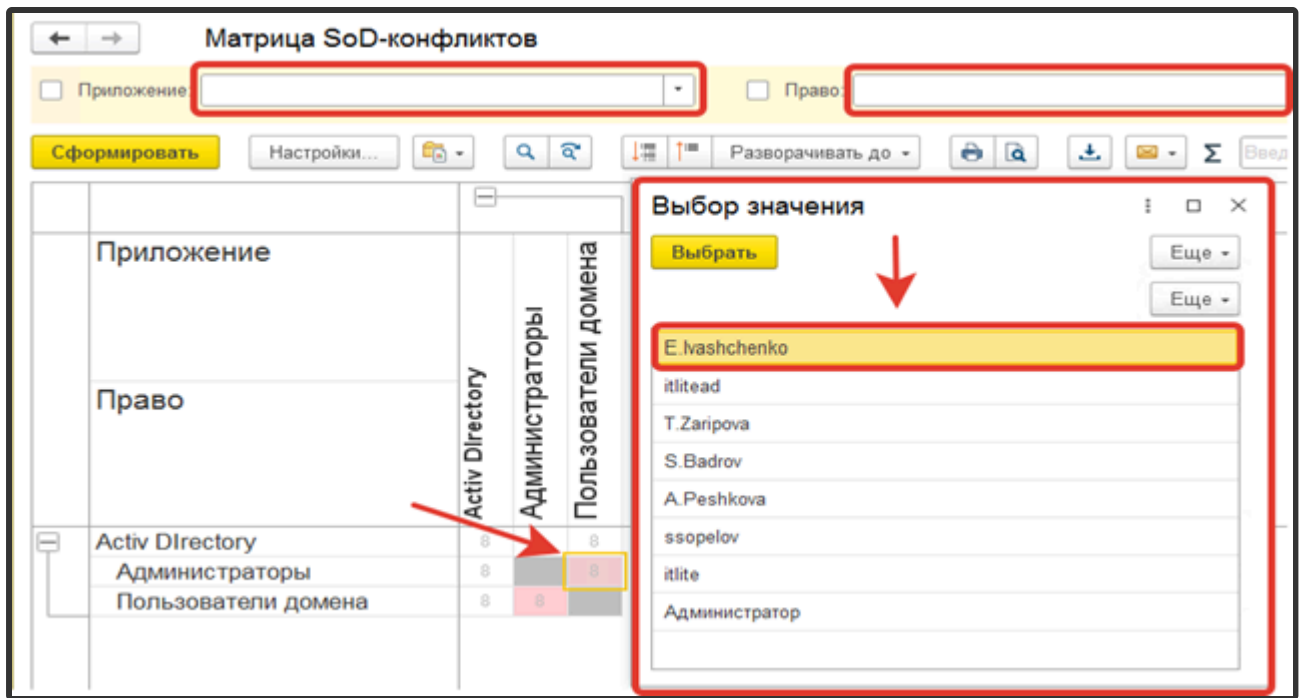 Матрица SoD-конфликтов
Приложение:
Право:
Сформировать
Настройки...
Разворачивать до
Σ
Введ
Выбор значения
Выбрать
Еще
Еще
Приложение
Право
Activ DIrectory
Администраторы
Пользователи домена
E.Ivashchenko
itlitead
T.Zaripova
S.Badrov
A.Peshkova
ssopelov
itlite
Администратор
Activ DIrectory 8 8
Администраторы 8 8
Пользователи домена 8 8